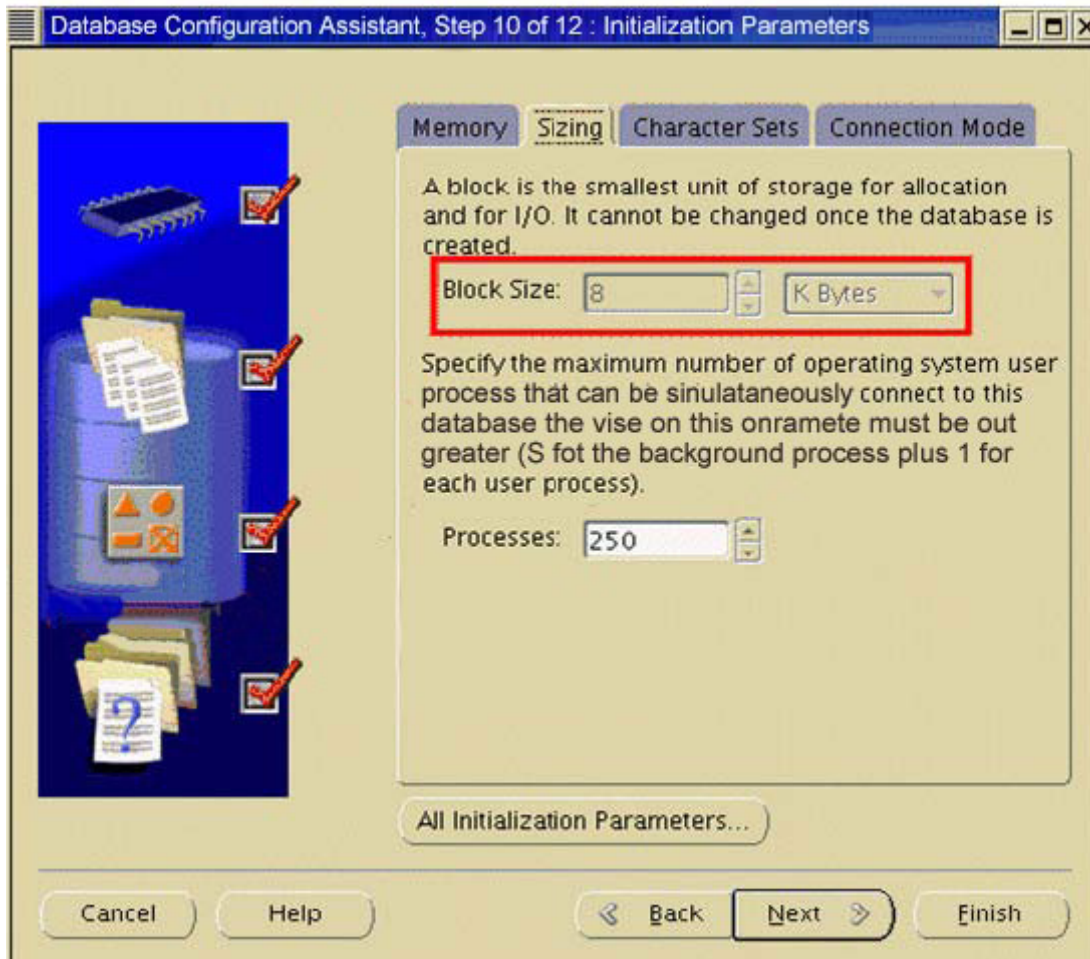 Database Configuration Assistant, Step 10 of 12 : Initialization Parameters
Memory Sizing Character Sets Connection Mode
A block is the smallest unit of storage for allocation
and for I/O. It cannot be changed once the database is
created.
Block Size: 8 K Bytes
Specify the maximum number of operating system user
process that can be sinulataneously connect to this
database the vise on this onramete must be out
greater (S fot the background process plus 1 for
each user process).
Processes: 250
?
All Initialization Parameters...
Cancel Help Back Next Finish